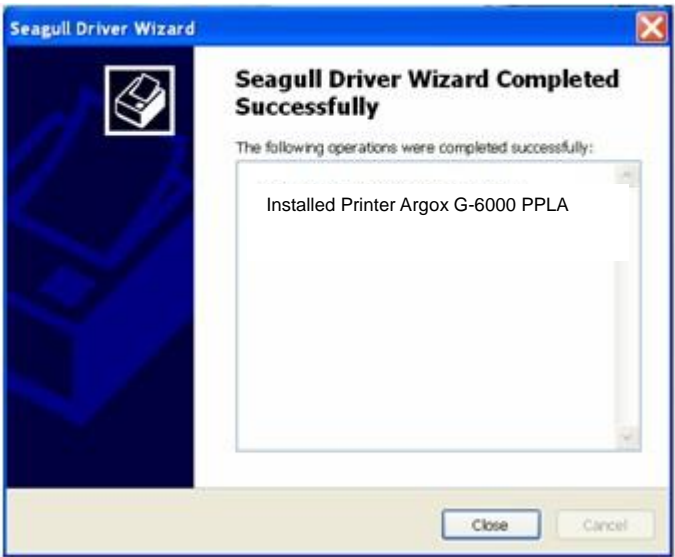 Seagull Driver Wizard
Seagull Driver Wizard Completed
Successfully
The following operations were completed successfully:
Installed Printer Argox G-6000 PPLA
Close
Cancel